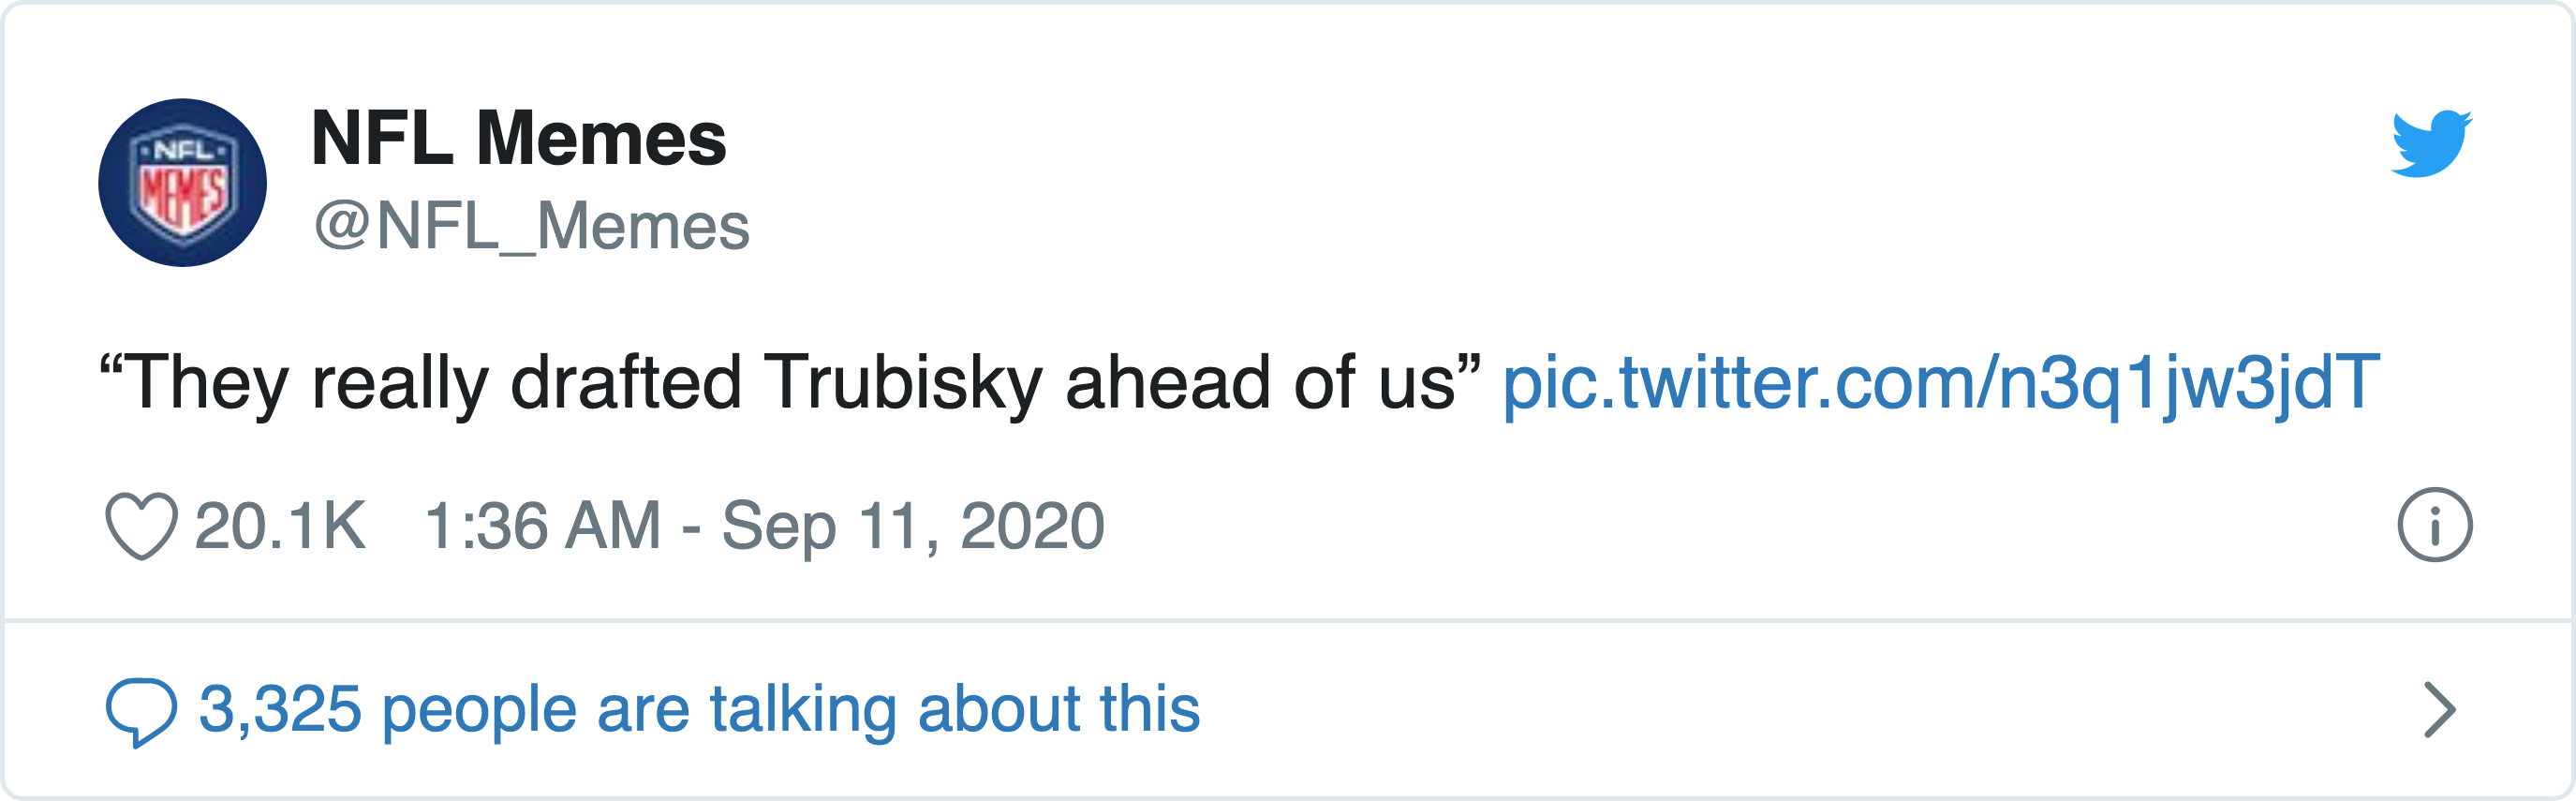 NFL
MEMES
NFL Memes
@NFL_Memes
“They really drafted Trubisky ahead of us” pic.twitter.com/n3q1jw3jdT
20.1K 1:36 AM - Sep 11, 2020
3,325 people are talking about this